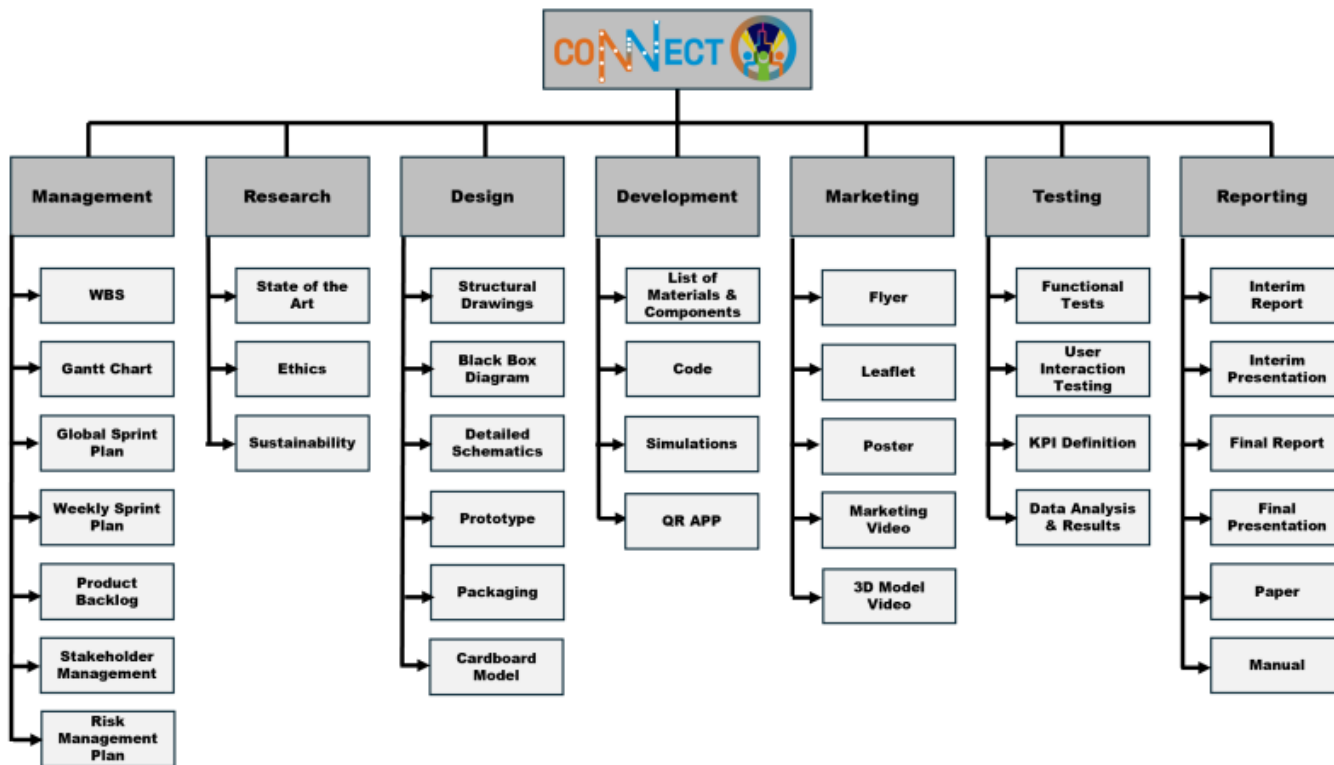 CONNECT
Management
WBS
Gantt Chart
Global Sprint
Plan
Weekly Sprint
Plan
Product
Backlog
Stakeholder
Management
Risk
Management
Plan
Research
State of the
Art
Ethics
Sustainability
Design
Structural
Drawings
Black Box
Diagram
Detailed
Schematics
Prototype
Packaging
Cardboard
Model
Development
List of
Materials &
Components
Code
Simulations
QR APP
Marketing
Flyer
Leaflet
Poster
Marketing
Video
3D Model
Video
Testing
Functional
Tests
User
Interaction
Testing
KPI Definition
Data Analysis
& Results
Reporting
Interim
Report
Interim
Presentation
Final Report
Final
Presentation
Paper
Manual